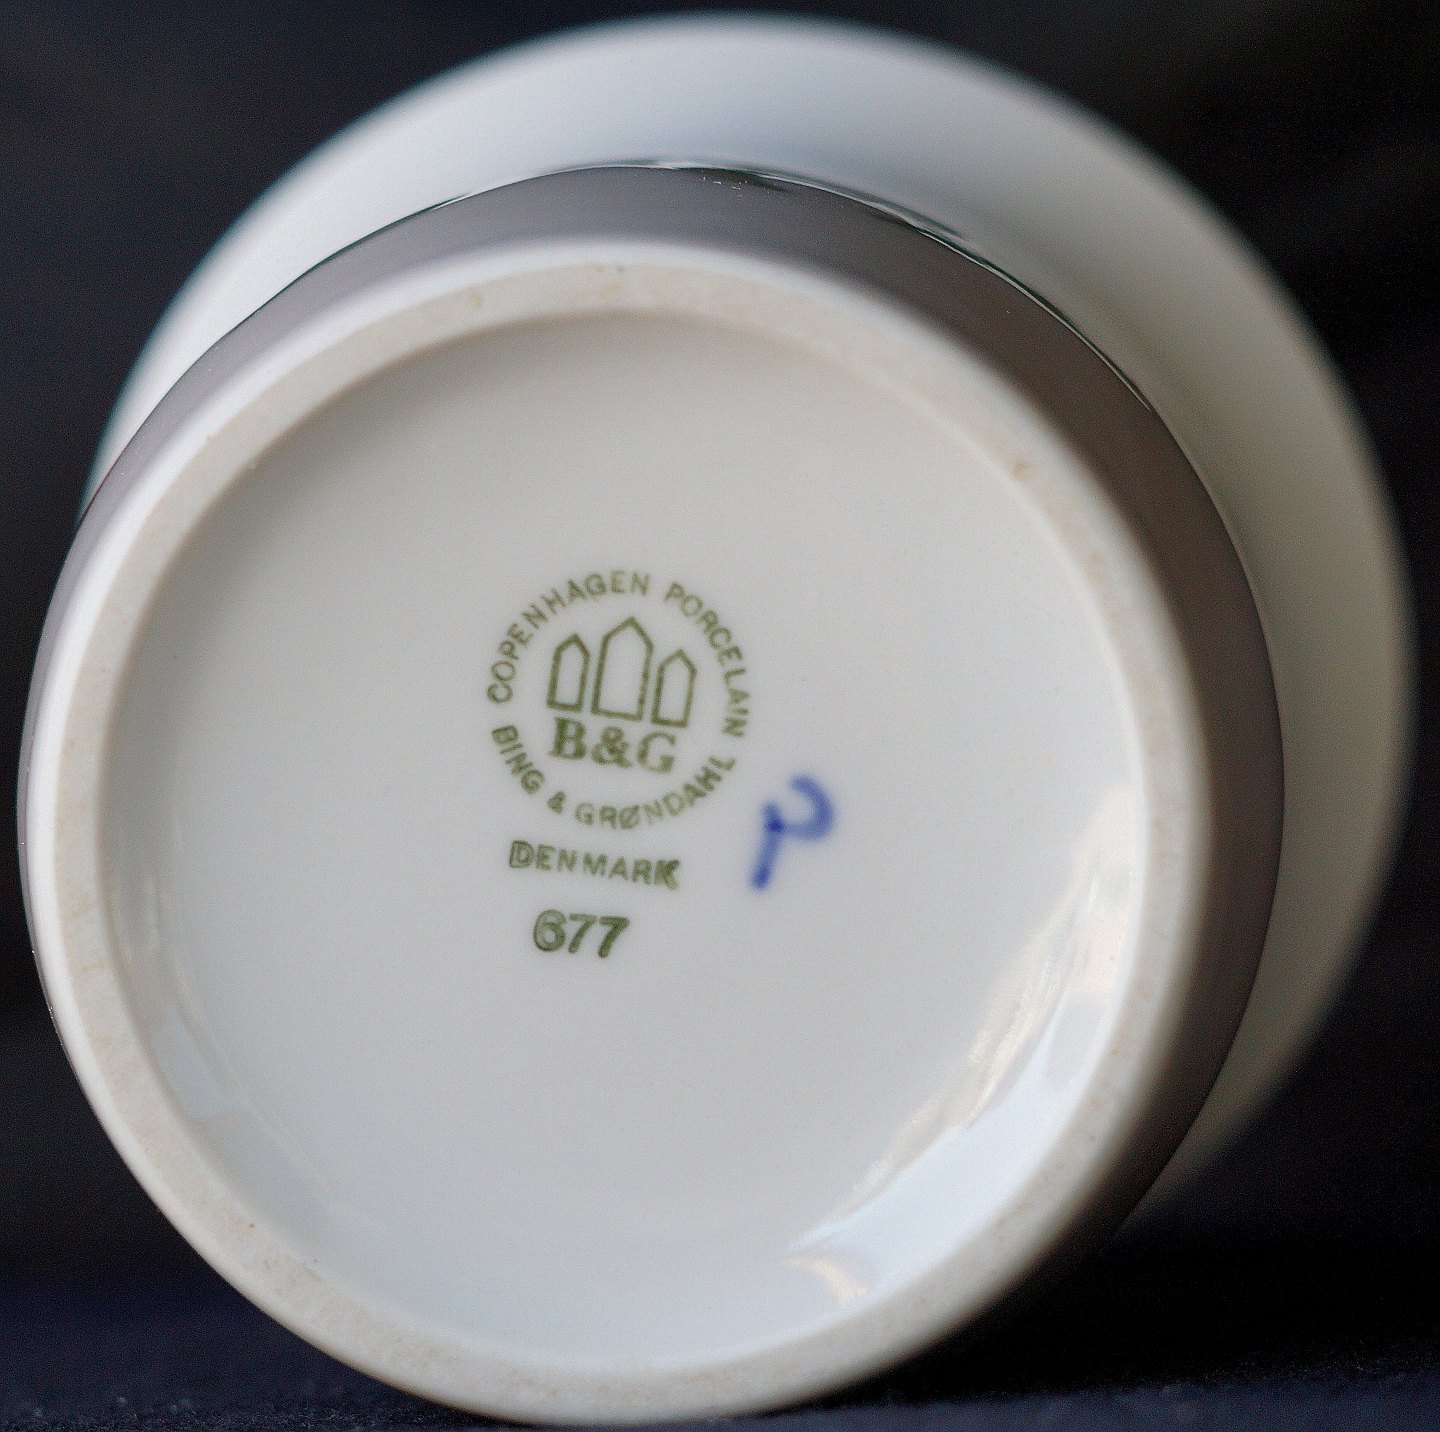 COPENHAGEN PORCELAIN
B&G
BING & GRØNDAHL
DENMARK
677